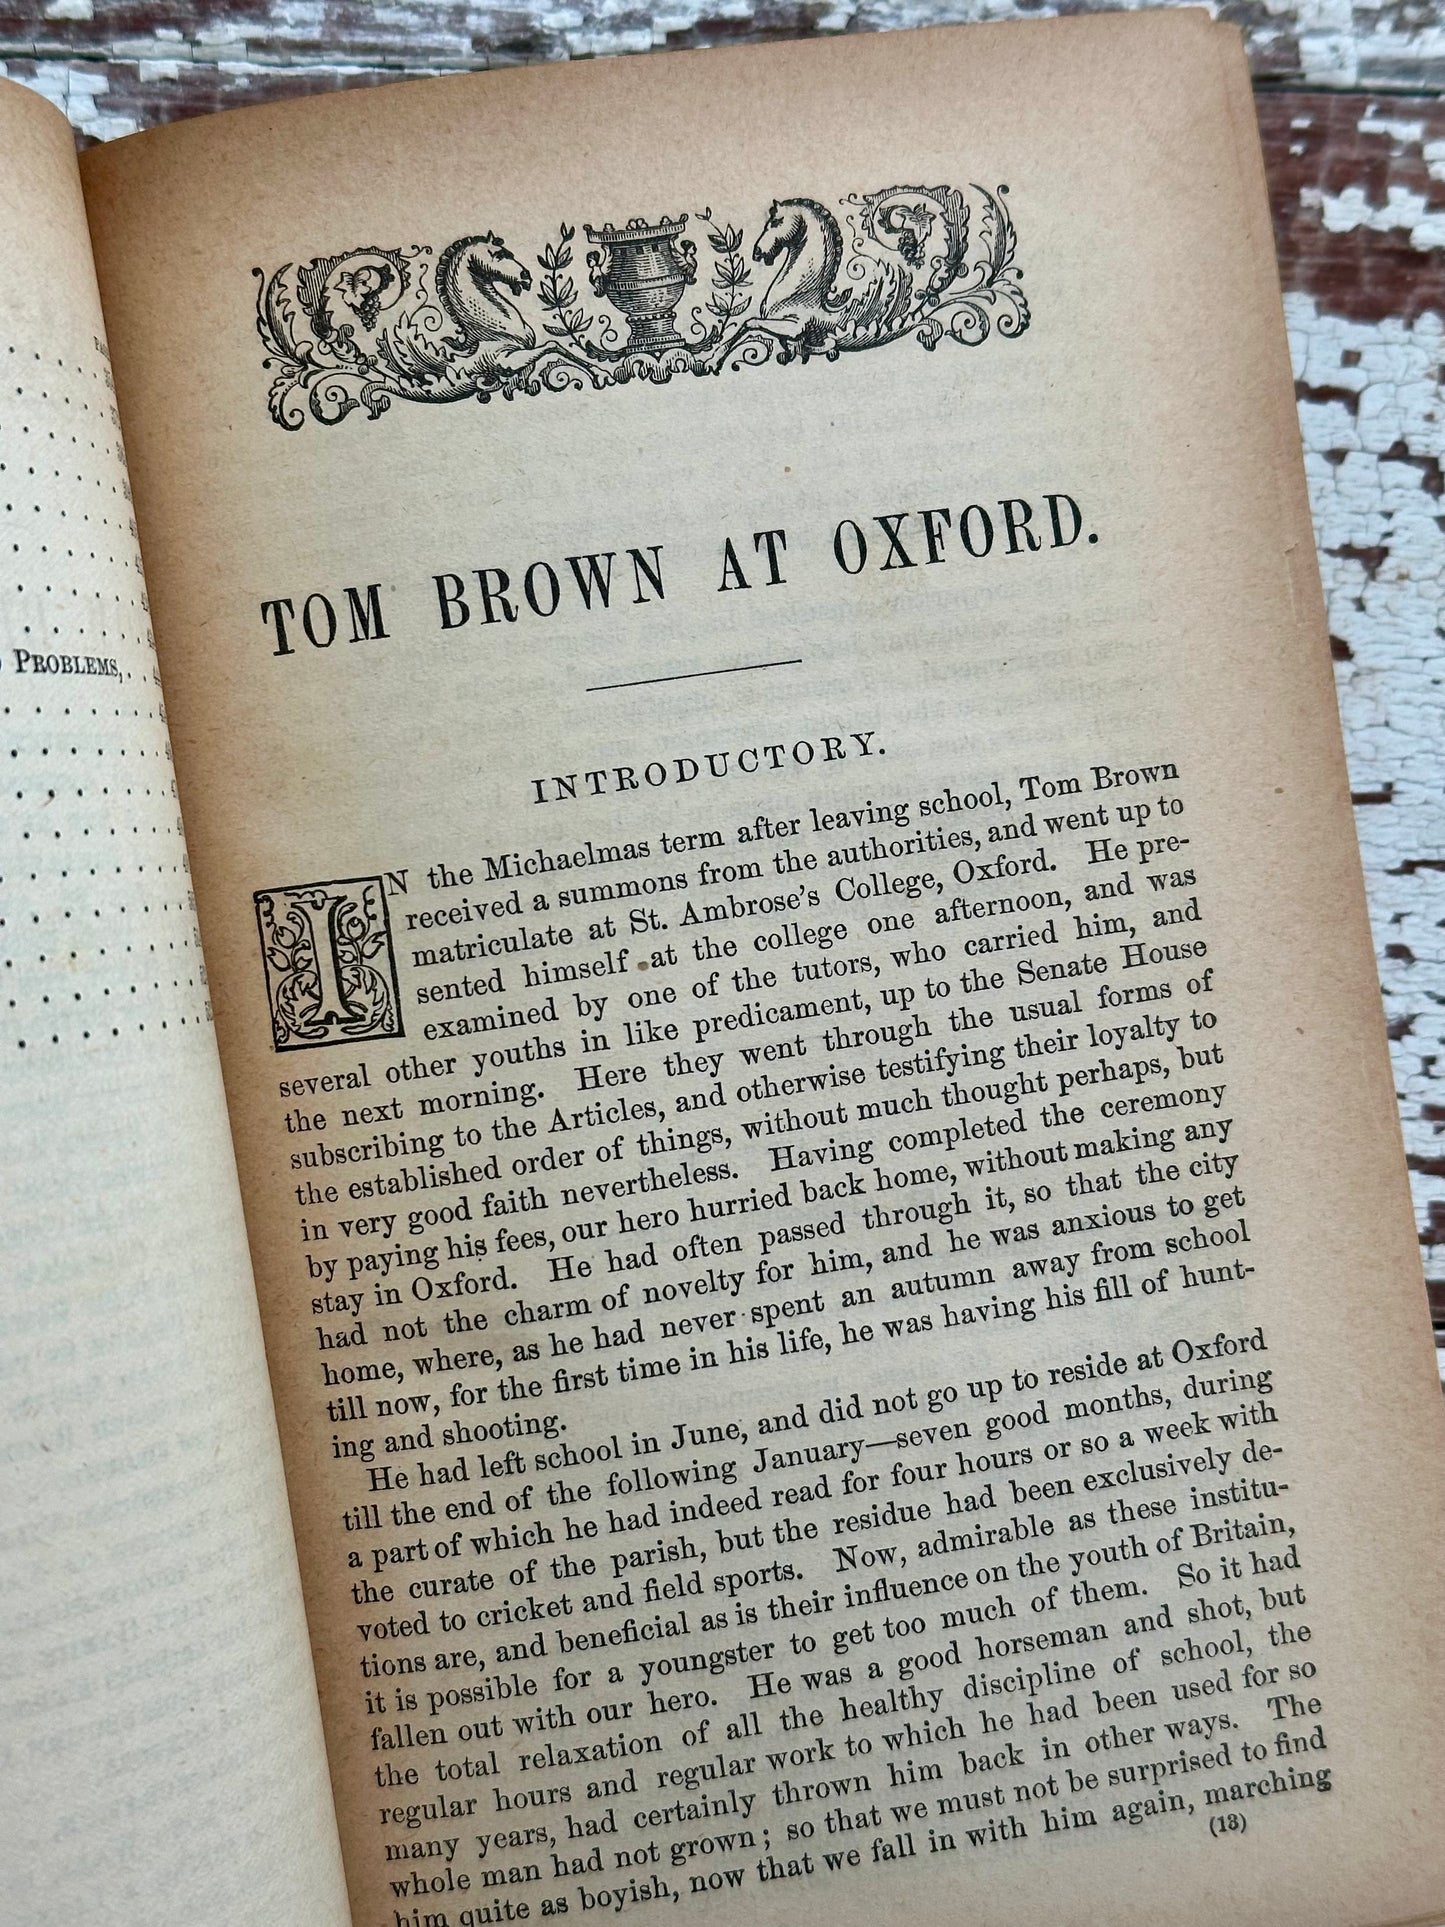 PROBLEMS,
TOM BROWN AT OXFORD.
INTRODUCTORY.
IN the Michaelmas term after leaving school, Tom Brown
received a summons from the authorities, and went up to
matriculate at St. Ambrose's College, Oxford. He pre-
sented himself at the college one afternoon, and was
examined by one of the tutors, who carried him, and
several other youths in like predicament, up to the Senate House
the next morning. Here they went through the usual forms of
subscribing to the Articles, and otherwise testifying their loyalty to
the established order of things, without much thought perhaps, but
in very good faith nevertheless. Having completed the ceremony
by paying his fees, our hero hurried back home, without making any
stay in Oxford. He had often passed through it, so that the city
had not the charm of novelty for him, and he was anxious to get
home, where, as he had never spent an autumn away from school
till now, for the first time in his life, he was having his fill of hunt-
ing and shooting.
He had left school in June, and did not go up to reside at Oxford
till the end of the following January—seven good months, during
a part of which he had indeed read for four hours or so a week with
the curate of the parish, but the residue had been exclusively de-
voted to cricket and field sports. Now, admirable as these institu-
tions are, and beneficial as is their influence on the youth of Britain,
it is possible for a youngster to get too much of them. So it had
fallen out with our hero. He was a good horseman and shot, but
the total relaxation of all the healthy discipline of school, the
regular hours and regular work to which he had been used for so
many years, had certainly thrown him back in other ways. The
whole man had not grown; so that we must not be surprised to find
him quite as boyish, now that we fall in with him again, marching
(13)